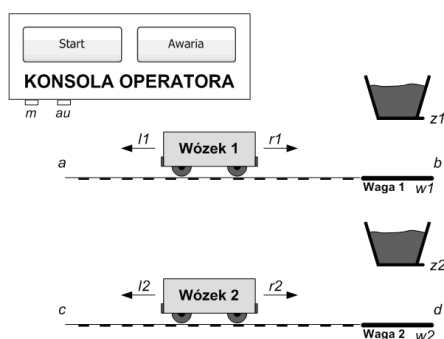 Start Awaria
KONSOLA OPERATORA
m au
z1
l1 r1
a Wózek 1 b
Waga 1 w1
z2
l2 r2
c Wózek 2 d
Waga 2 w2